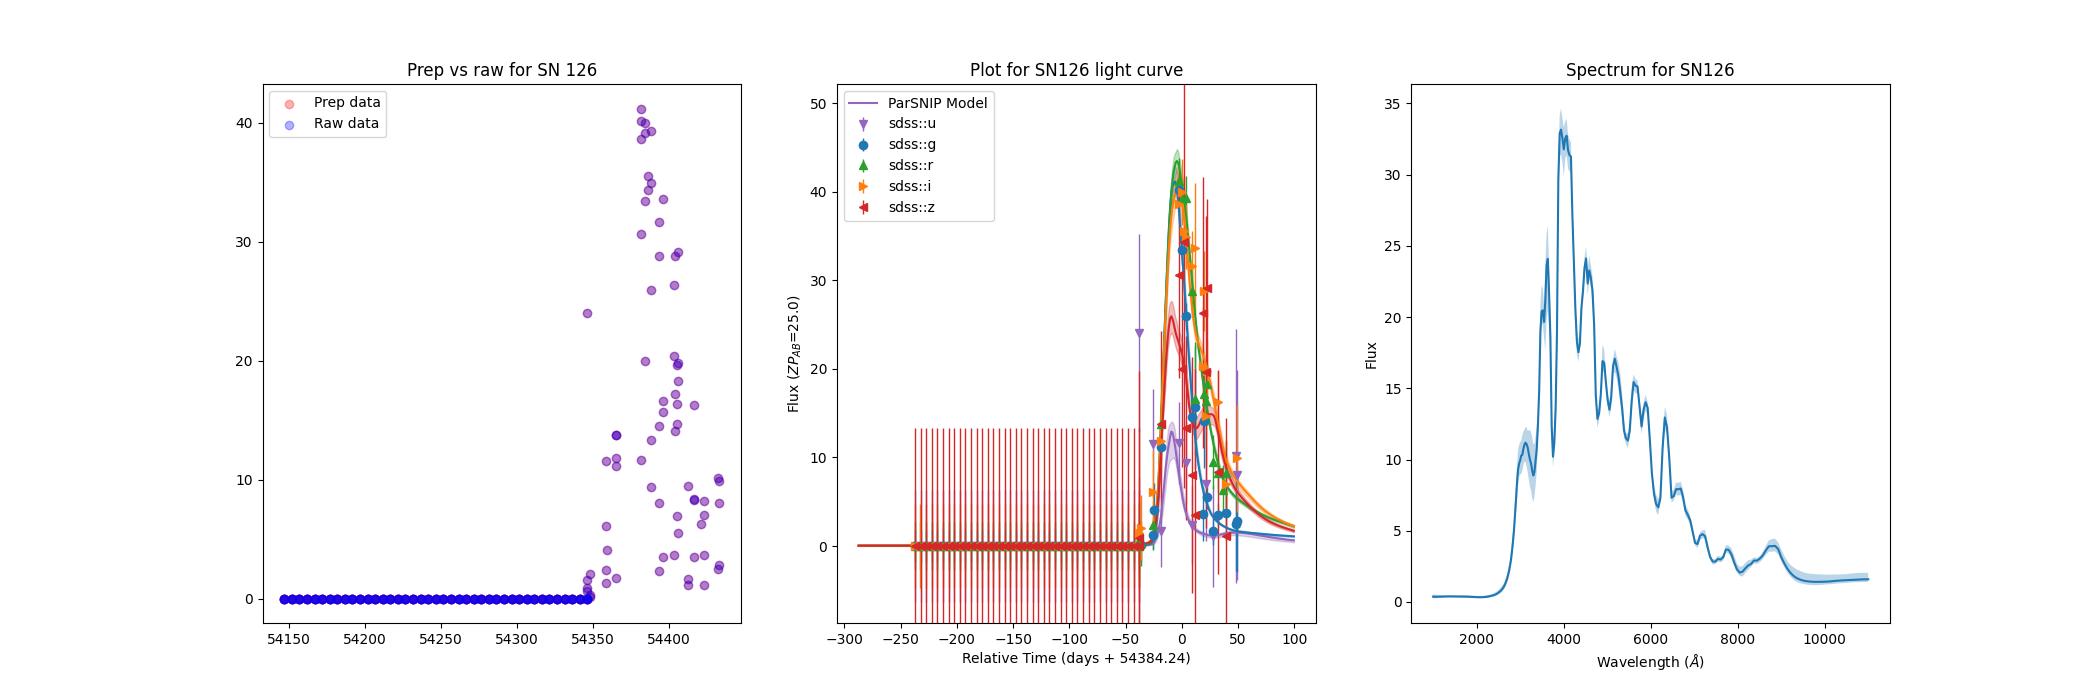 Prep vs raw for SN 126
Prep data
Raw data
40
30
20
10
0
54150 54200 54250 54300 54350 54400
Plot for SN126 light curve
ParSNIP Model
sdss::u
sdss::g
sdss::r
sdss::i
sdss::z
Flux (ZP_AB=25.0)
50
40
30
20
10
0
−300 −250 −200 −150 −100 −50 0 50 100
Relative Time (days + 54384.24)
Spectrum for SN126
Flux
35
30
25
20
15
10
5
0
2000 4000 6000 8000 10000
Wavelength (Å)